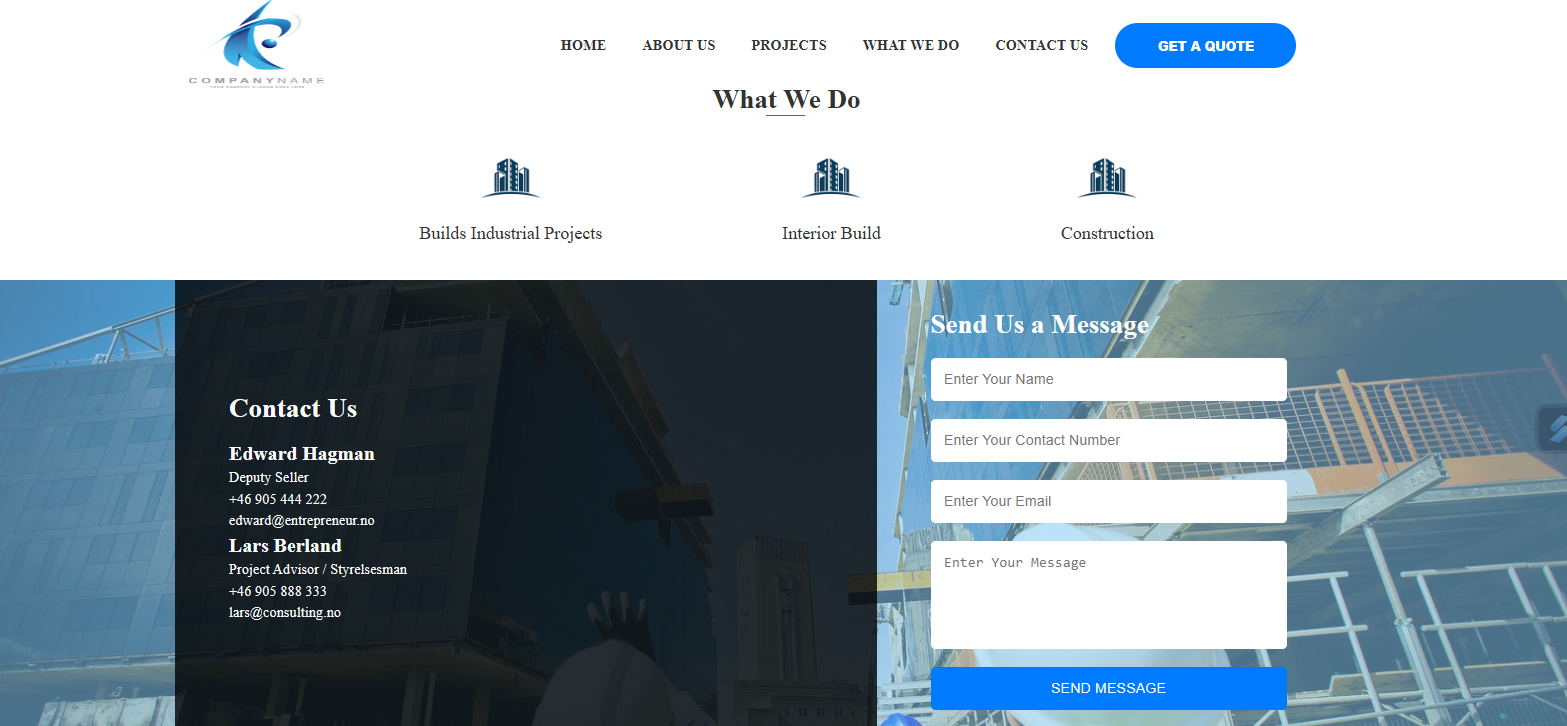 COMPANYNAME
HOME
ABOUT US
PROJECTS
WHAT WE DO
CONTACT US
GET A QUOTE
What We Do
Builds Industrial Projects
Interior Build
Construction
Contact Us
Edward Hagman
Deputy Seller
+46 905 444 222
edward@entrepreneur.no
Lars Berland
Project Advisor / Styrelsesman
+46 905 888 333
lars@consulting.no
Send Us a Message
Enter Your Name
Enter Your Contact Number
Enter Your Email
Enter Your Message
SEND MESSAGE